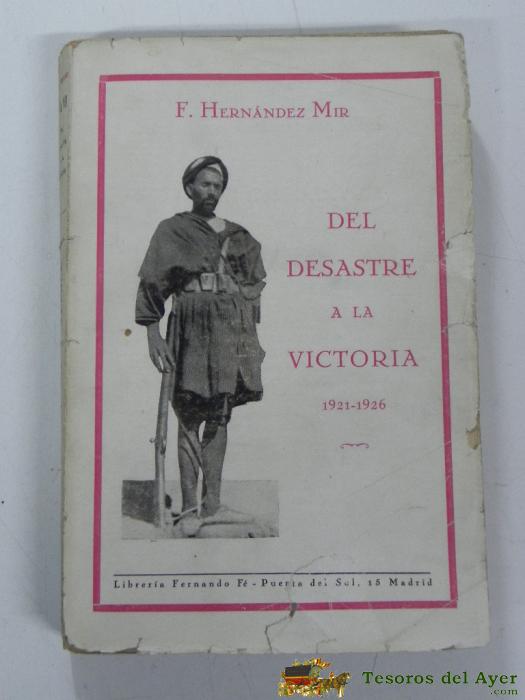 F. Hernández Mir
DEL
DESASTRE
A LA
VICTORIA
1921-1926
Librería Fernando Fé - Puerta del Sol, 15 Madrid
Tesoros del Ayer
.com